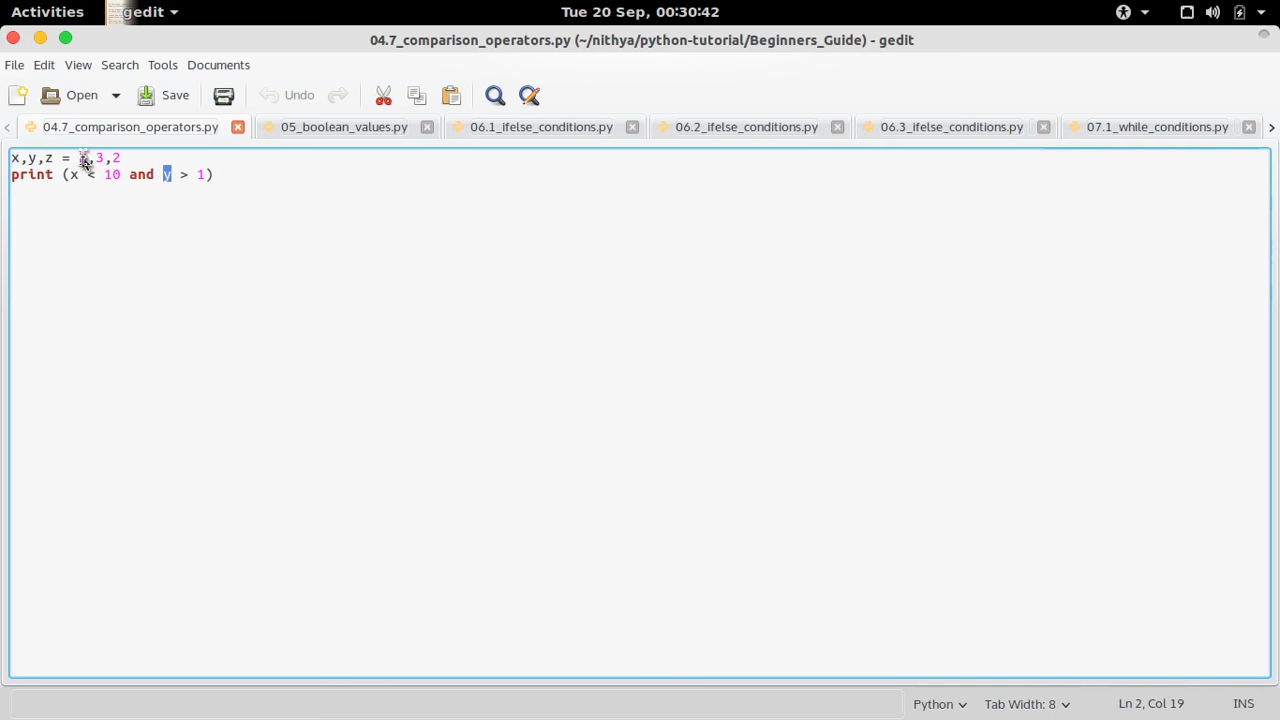 Activities gedit Tue 20 Sep, 00:30:42
04.7_comparison_operators.py (~/nithya/python-tutorial/Beginners_Guide) - gedit
File Edit View Search Tools Documents
Open Save Undo
04.7_comparison_operators.py 05_boolean_values.py 06.1_ifelse_conditions.py 06.2_ifelse_conditions.py 06.3_ifelse_conditions.py 07.1_while_conditions.py
x,y,z = ,3,2
print (x < 10 and y > 1)
Python Tab Width: 8 Ln 2, Col 19 INS